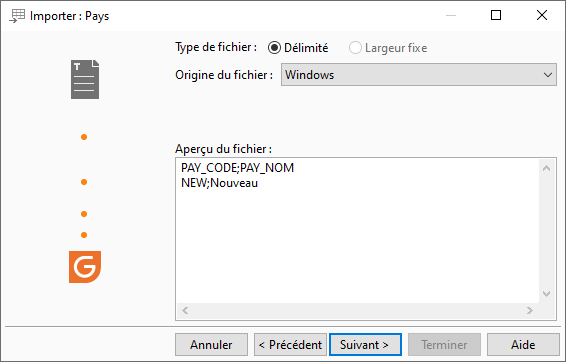 Importer : Pays
Type de fichier : Délimité Largeur fixe
Origine du fichier : Windows
Aperçu du fichier :
PAY_CODE;PAY_NOM
NEW;Nouveau
Annuler < Précédent Suivant > Terminer Aide